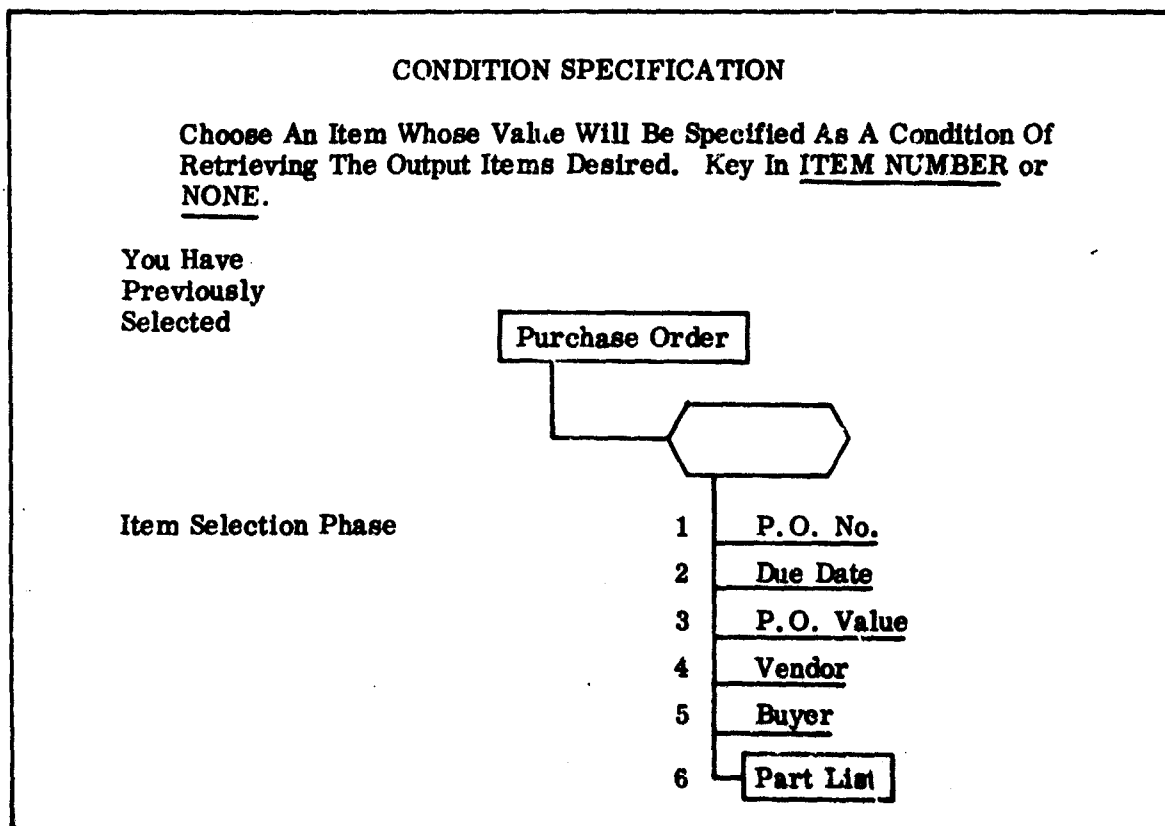 CONDITION SPECIFICATION
Choose An Item Whose Value Will Be Specified As A Condition Of
Retrieving The Output Items Desired. Key In ITEM NUMBER or
NONE.
You Have
Previously
Selected
Purchase Order
Item Selection Phase
1 P.O. No.
2 Due Date
3 P.O. Value
4 Vendor
5 Buyer
6 Part List